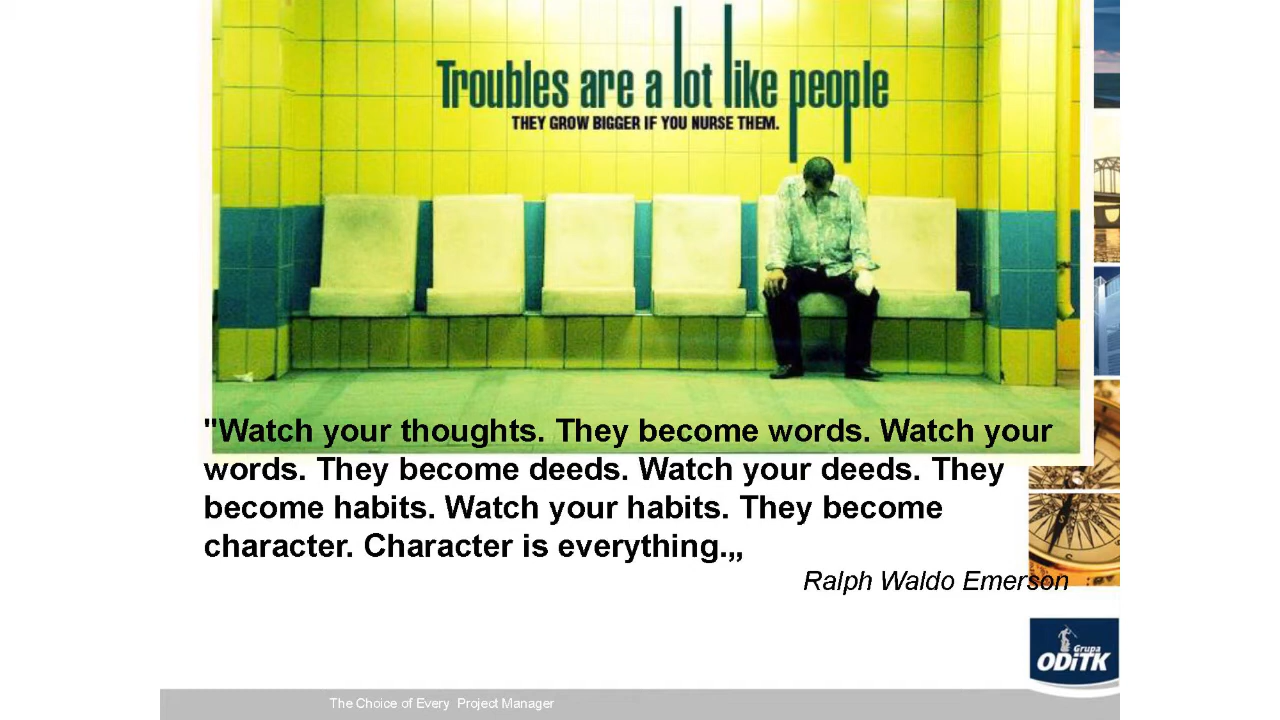 Troubles are a lot like people
THEY GROW BIGGER IF YOU NURSE THEM.
"Watch your thoughts. They become words. Watch your
words. They become deeds. Watch your deeds. They
become habits. Watch your habits. They become
character. Character is everything.„
Ralph Waldo Emerson
Grupa
ODiTK
The Choice of Every  Project Manager